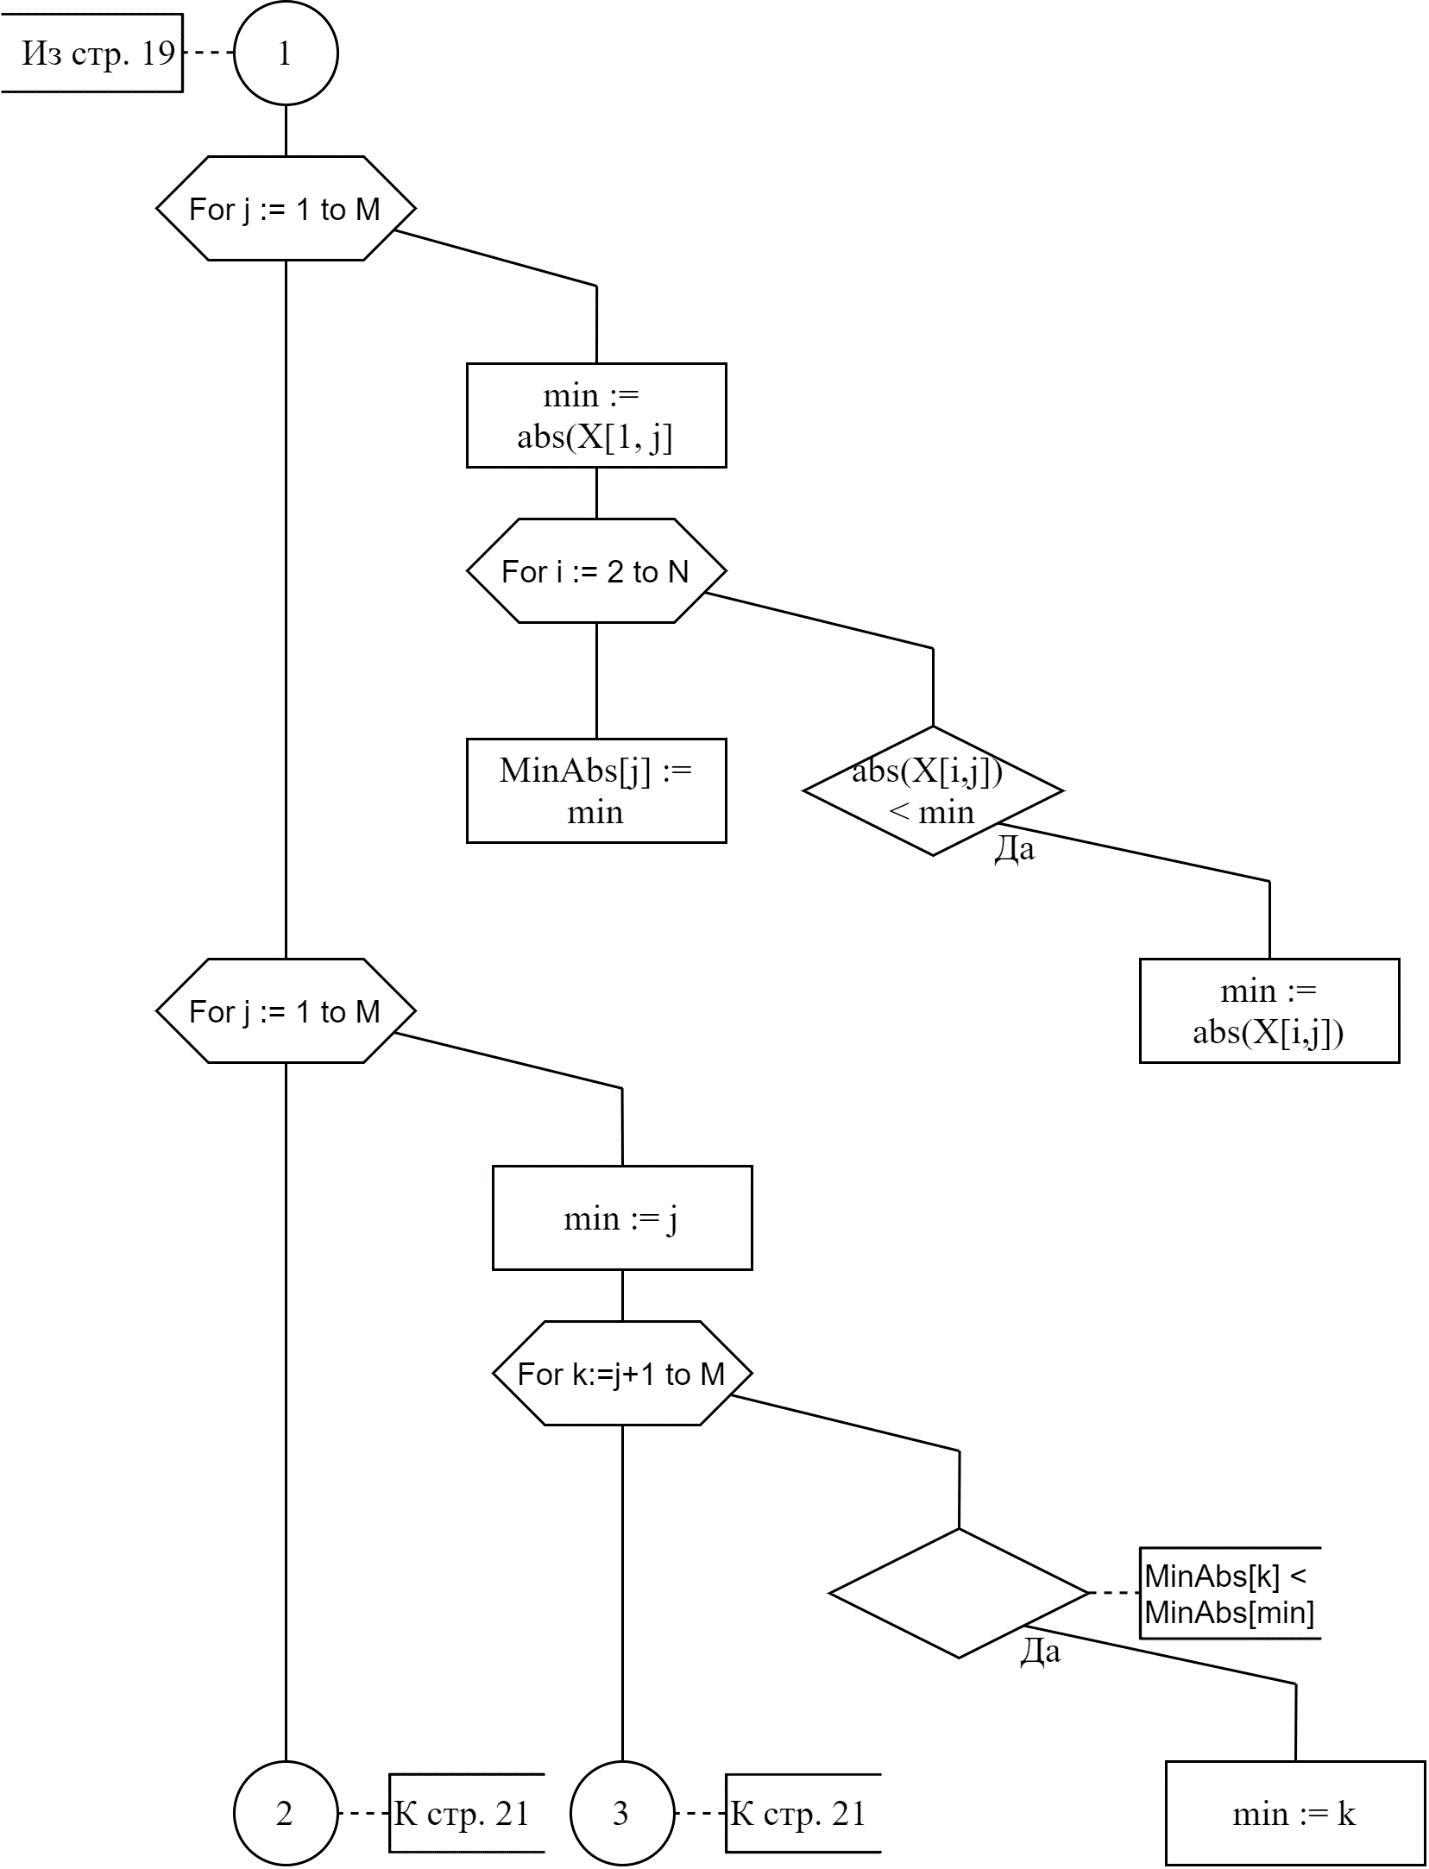 Из стр. 19
1
For j := 1 to M
min :=
abs(X[1, j]
For i := 2 to N
MinAbs[j] :=
min
abs(X[i,j])
< min
Да
min :=
abs(X[i,j])
For j := 1 to M
min := j
For k:=j+1 to M
MinAbs[k] <
MinAbs[min]
Да
2
К стр. 21
3
К стр. 21
min := k